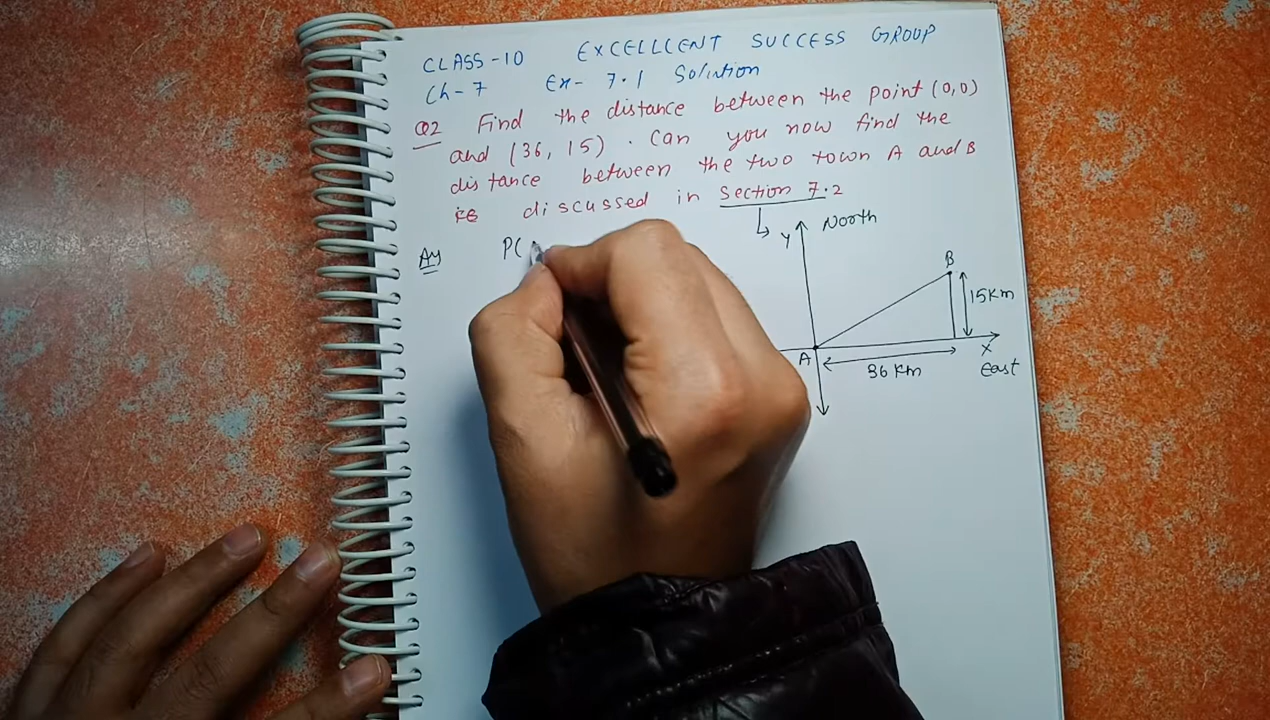 CLASS-10 EXCELLCENT SUCCESS GROUP
Ch-7 Ex- 7.1 Solution
Q2 Find the distance between the point (0,0)
and (36, 15). Can you now find the
distance between the two town A and B
discussed in Section 7.2
Y North
P(
B
15Km
A
X
36 Km
East